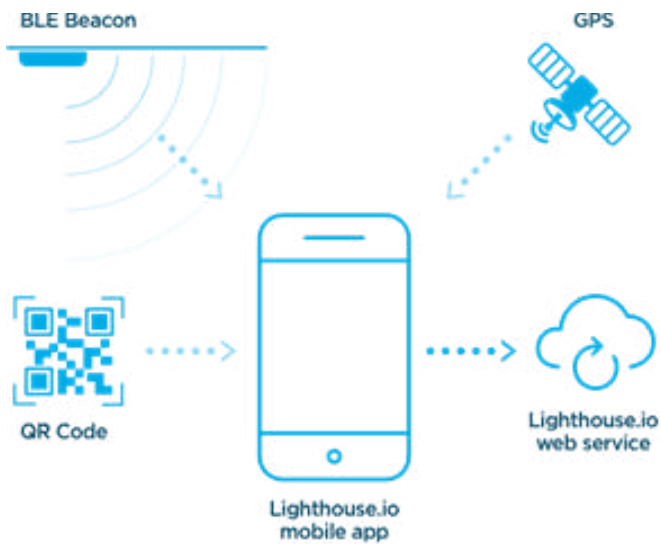 BLE Beacon
GPS
QR Code
Lighthouse.io
web service
Lighthouse.io
mobile app